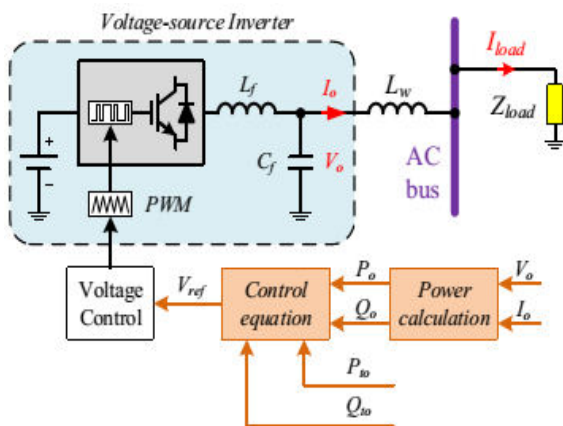 Voltage-source Inverter
+
−
L_f
I_o
L_w
I_load
Z_load
C_f
V_o
AC
bus
PWM
Voltage
Control
V_ref
Control
equation
P_o
Q_o
Power
calculation
V_o
I_o
P_to
Q_to